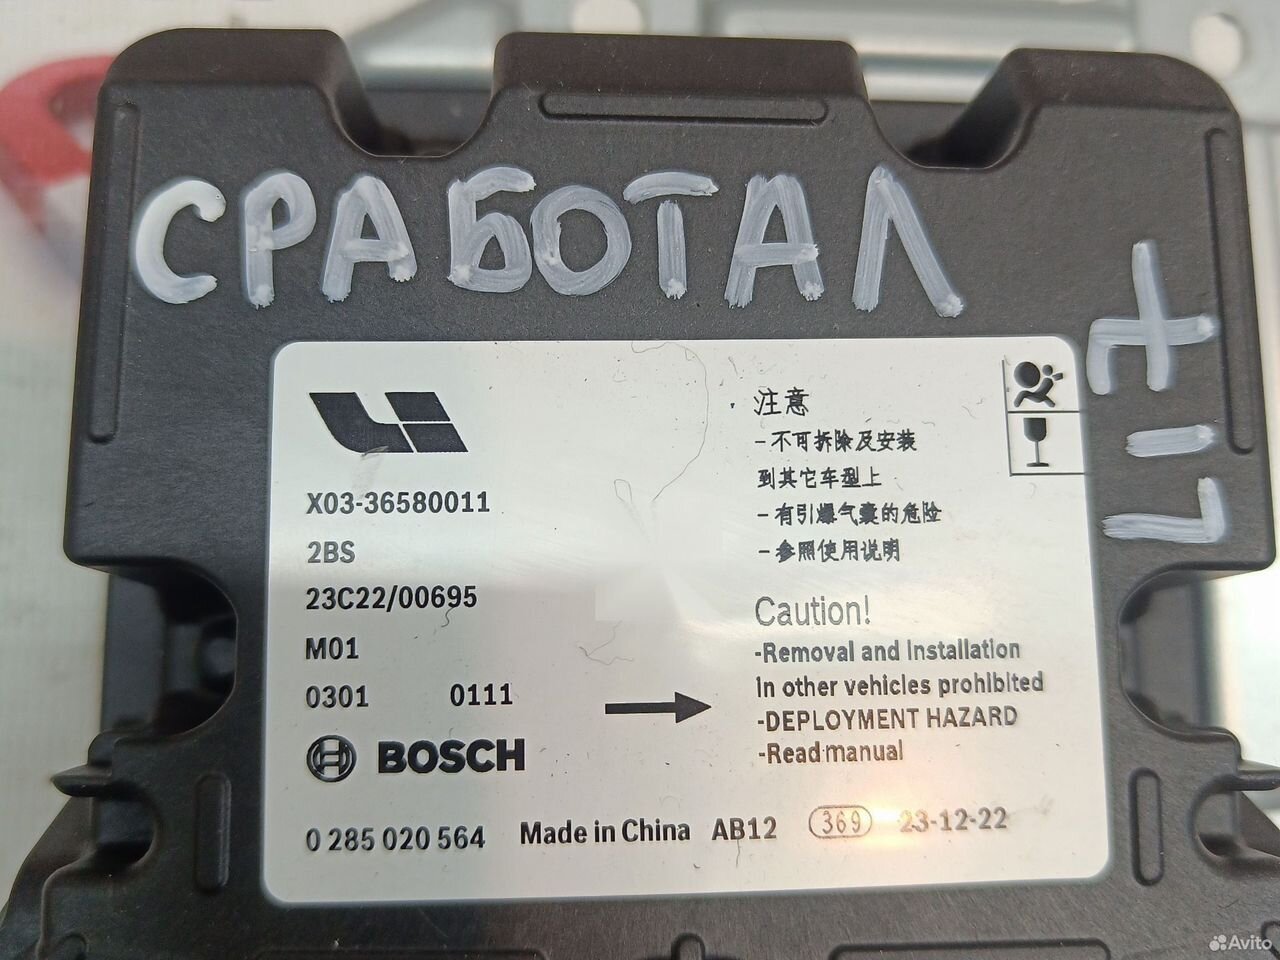 СРАБОТАЛ
Li
X03-36580011
2BS
23C22/00695
M01
0301 0111
BOSCH
0 285 020 564 Made in China AB12 369 23-12-22
注意
-不可拆除及安装
到其它车型上
-有引爆气囊的危险
-参照使用说明
Caution!
-Removal and Installation
in other vehicles prohibited
-DEPLOYMENT HAZARD
-Read manual
Avito